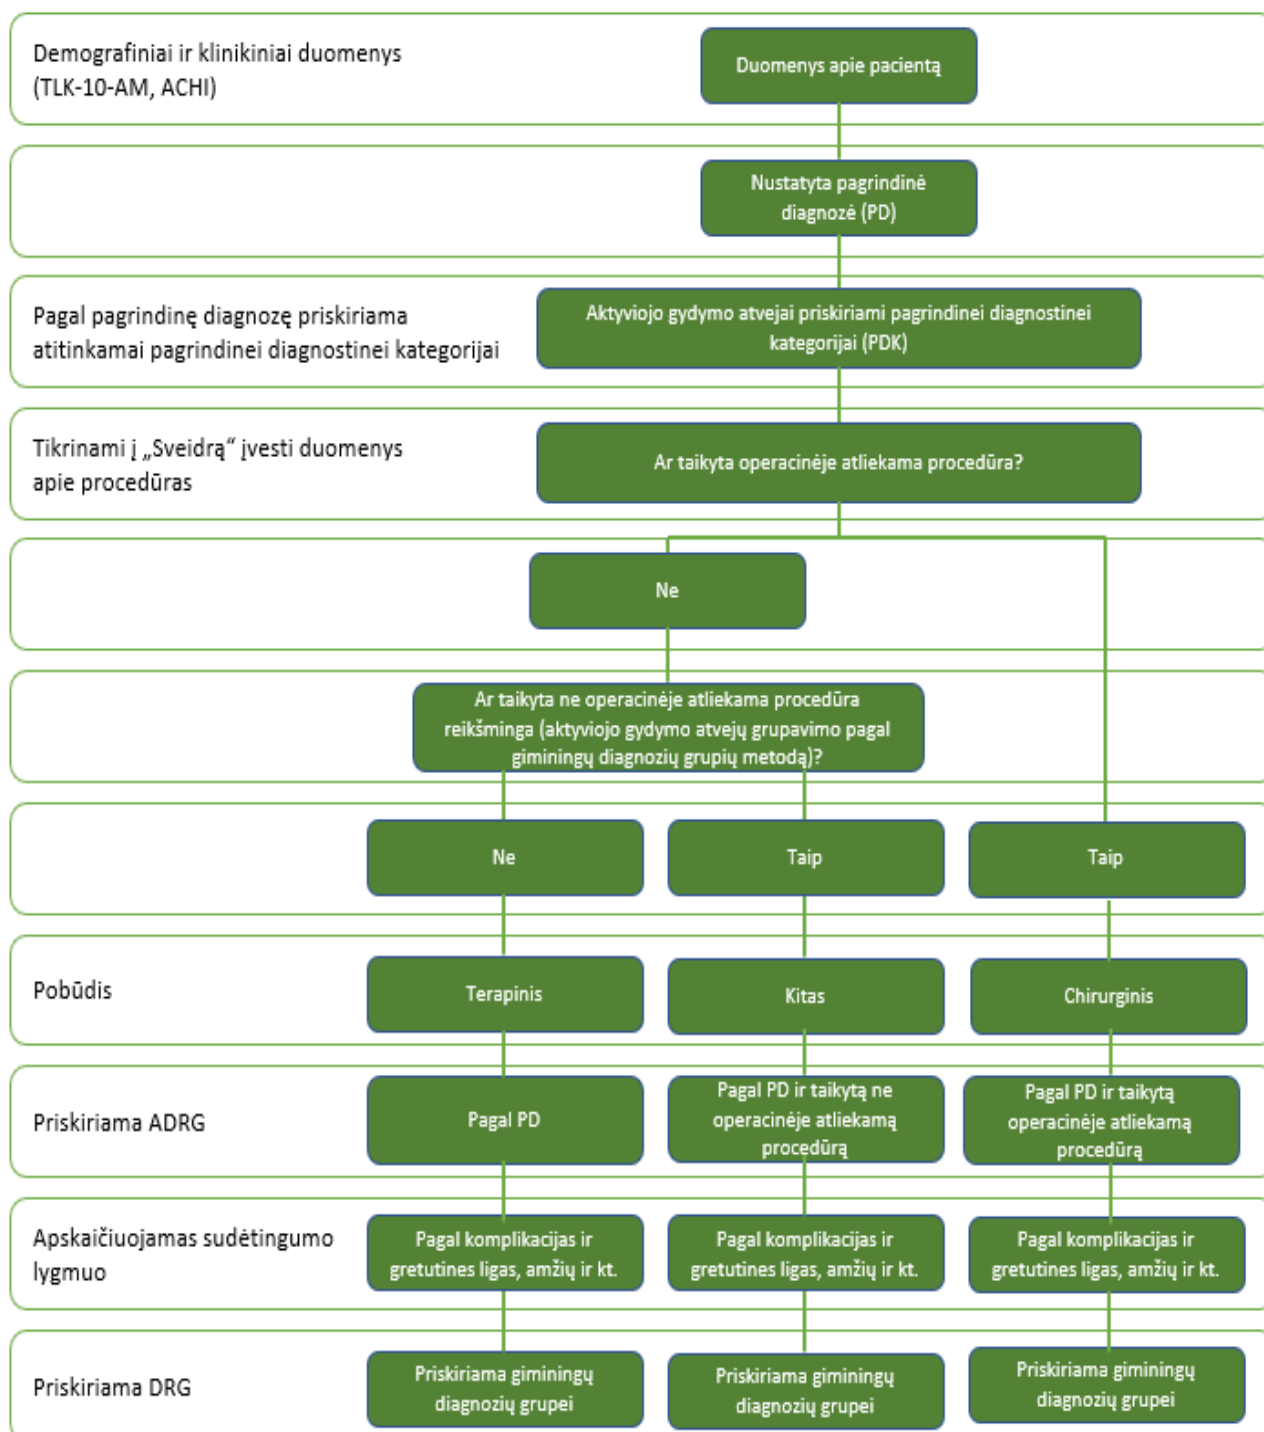 Demografiniai ir klinikiniai duomenys
(TLK-10-AM, ACHI)
Duomenys apie pacientą
Nustatyta pagrindinė
diagnozė (PD)
Pagal pagrindinę diagnozę priskiriama
atitinkamai pagrindinei diagnostinei kategorijai
Aktyviojo gydymo atvejai priskiriami pagrindinei diagnostinei
kategorijai (PDK)
Tikrinami į „Sveidrą“ įvesti duomenys
apie procedūras
Ar taikyta operacinėje atliekama procedūra?
Ne
Ar taikyta ne operacinėje atliekama procedūra
reikšminga (aktyviojo gydymo atvejų grupavimo pagal
giminingų diagnozių grupių metodą)?
Ne
Taip
Taip
Pobūdis
Terapinis
Kitas
Chirurginis
Priskiriama ADRG
Pagal PD
Pagal PD ir taikytą ne
operacinėje atliekamą
procedūrą
Pagal PD ir taikytą
operacinėje atliekamą
procedūrą
Apskaičiuojamas sudėtingumo
lygmuo
Pagal komplikacijas ir
gretutines ligas, amžių ir kt.
Pagal komplikacijas ir
gretutines ligas, amžių ir kt.
Pagal komplikacijas ir
gretutines ligas, amžių ir kt.
Priskiriama DRG
Priskiriama giminingų
diagnozių grupei
Priskiriama giminingų
diagnozių grupei
Priskiriama giminingų
diagnozių grupei